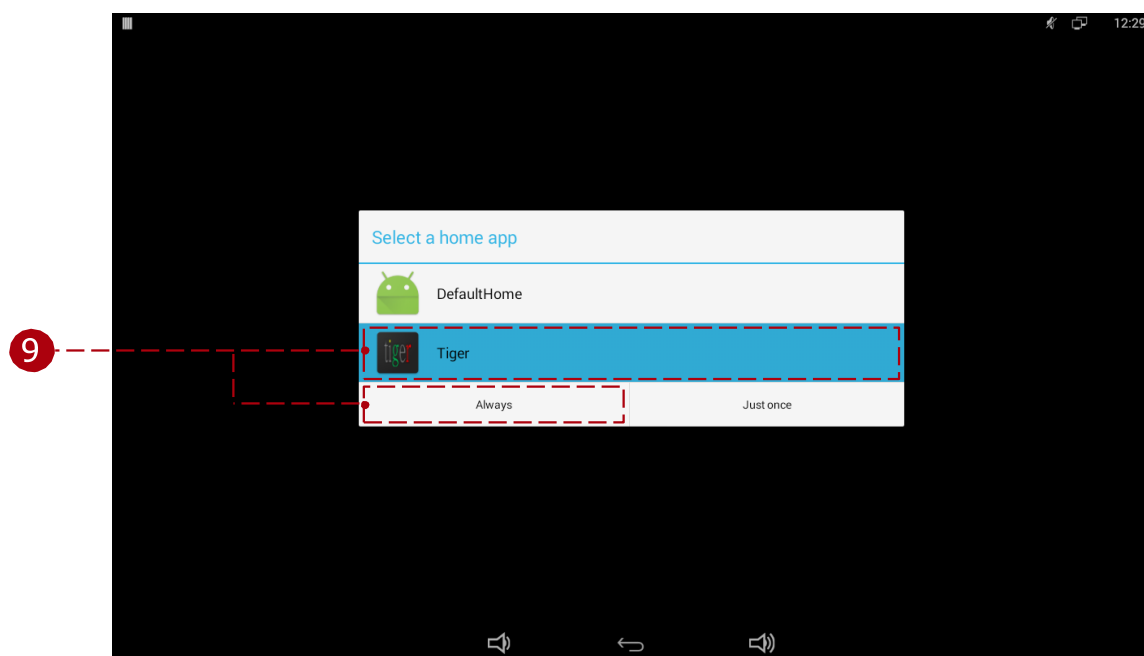 12:29
Select a home app
DefaultHome
tiger
Tiger
9
Always
Just once